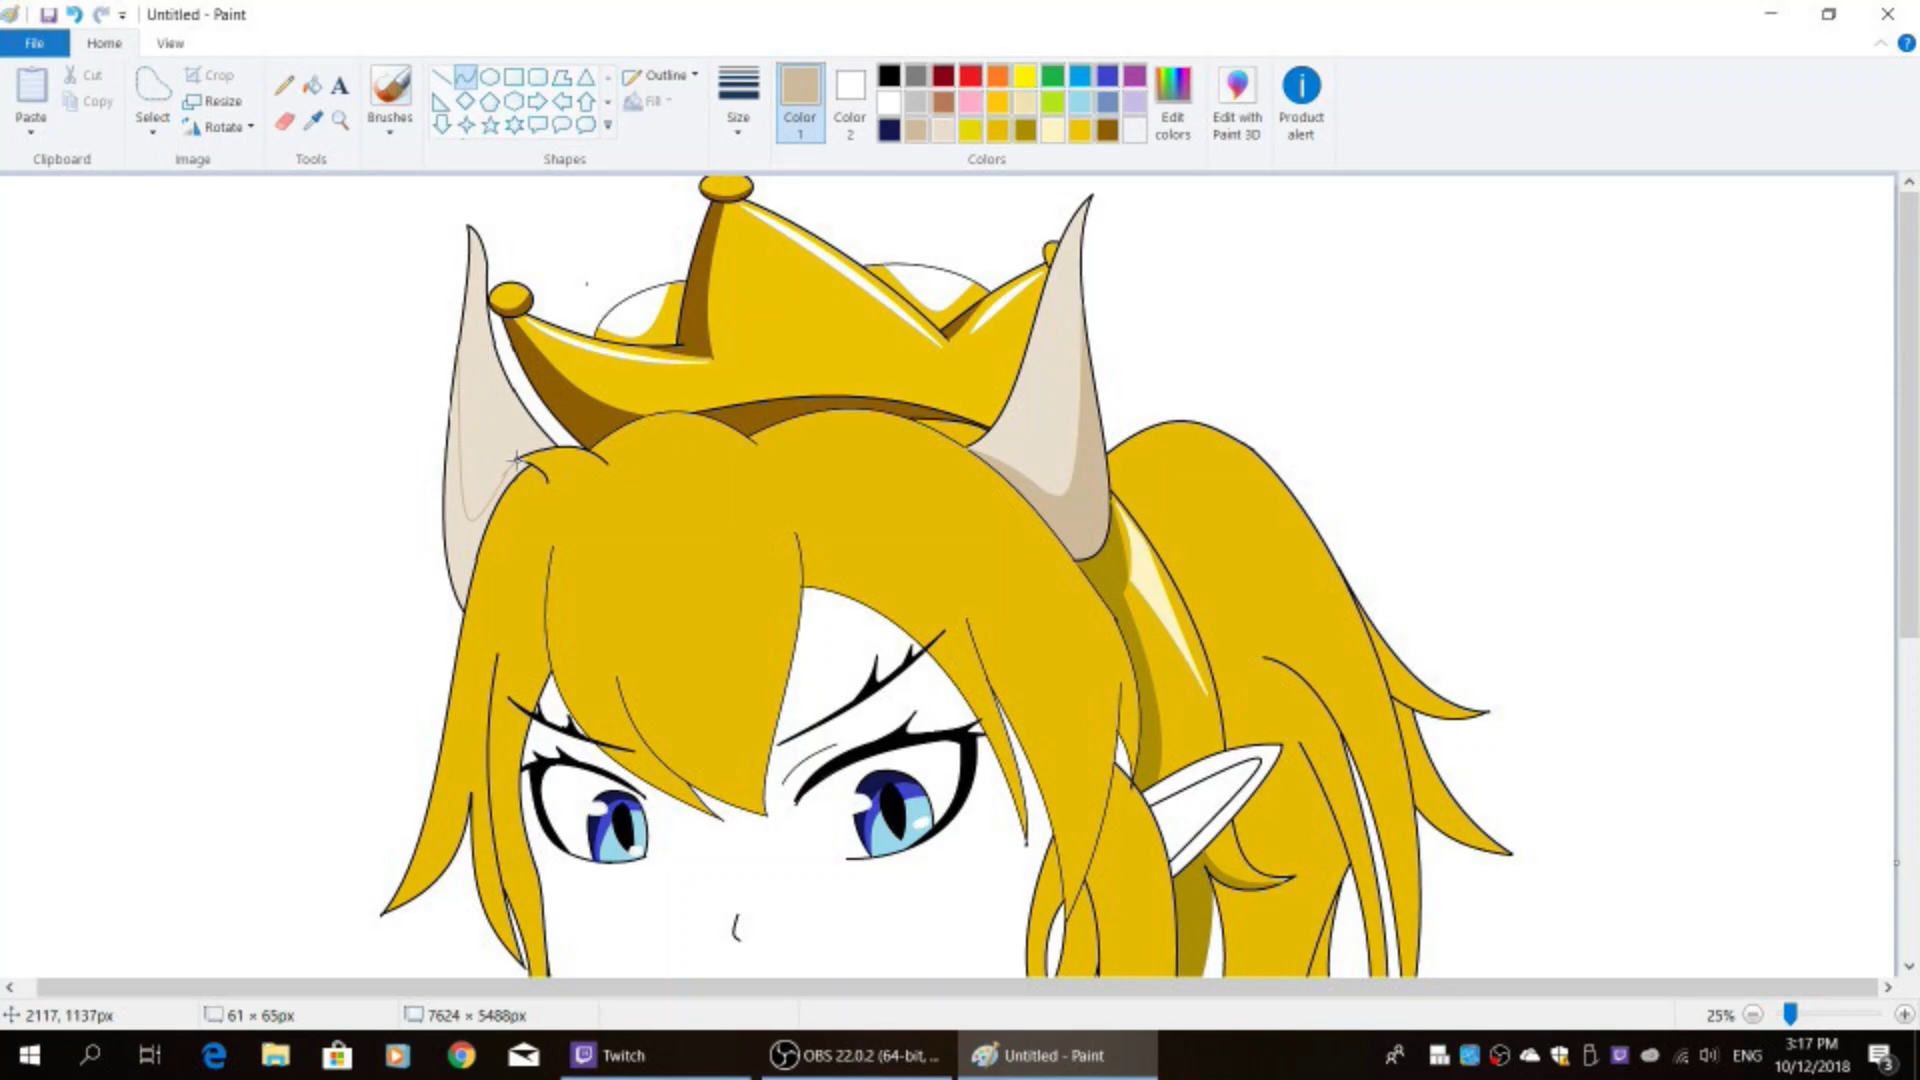 Untitled - Paint
File Home View
Paste
Cut
Copy
Clipboard
Select
Crop
Resize
Rotate
Image
A
Tools
Brushes
Shapes
Outline
Fill
Size
Color 1
Color 2
Colors
Edit colors
Edit with Paint 3D
Product alert
2117, 1137px
61 × 65px
7624 × 5488px
25%
Twitch
OBS 22.0.2 (64-bit, ...
Untitled - Paint
ENG
3:17 PM
10/12/2018
3